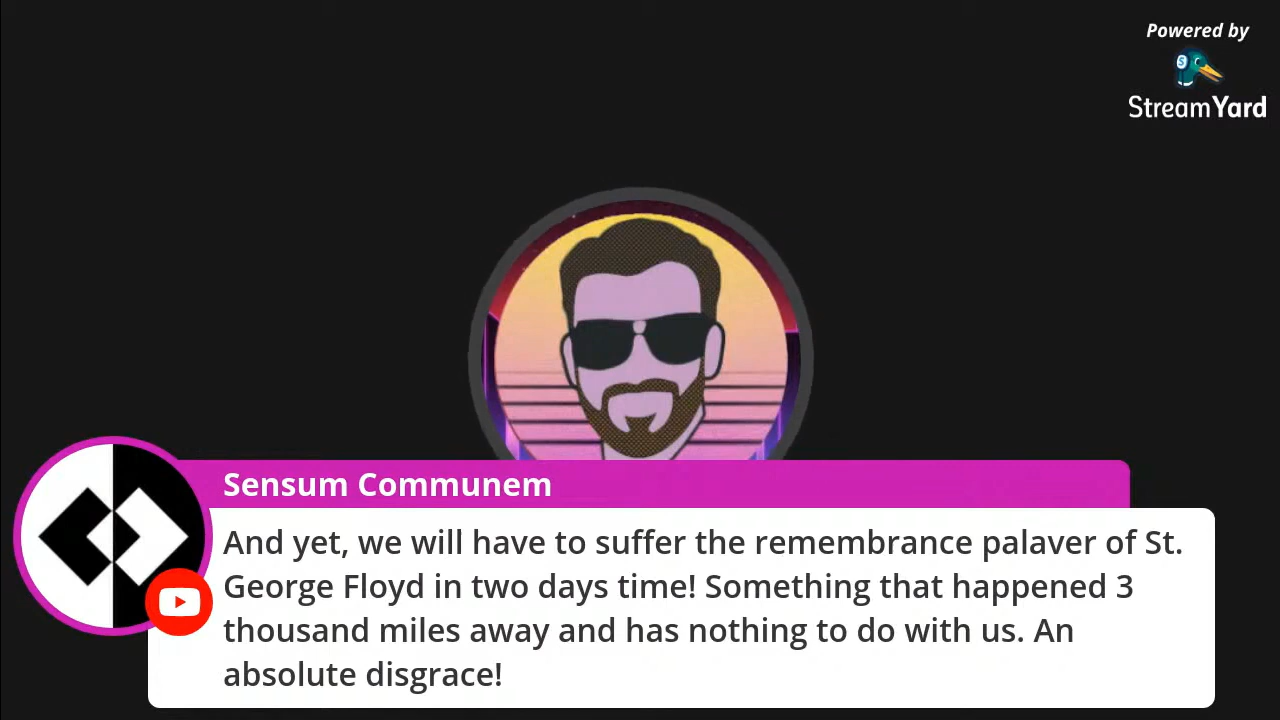 Powered by
StreamYard
Sensum Communem
And yet, we will have to suffer the remembrance palaver of St.
George Floyd in two days time! Something that happened 3
thousand miles away and has nothing to do with us. An
absolute disgrace!